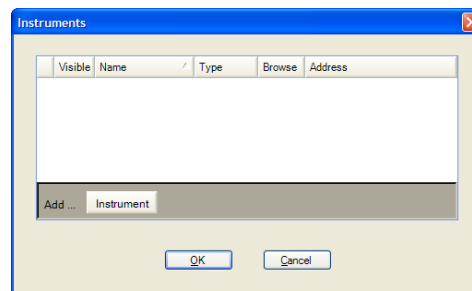 Instruments
Visible Name Type Browse Address
Add ... Instrument
OK Cancel